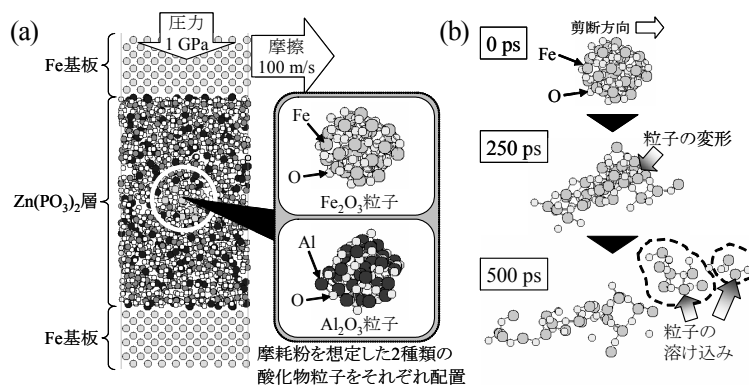 (a)
圧力
1 GPa
摩擦
100 m/s
Fe基板
Zn(PO₃)₂層
Fe基板
Fe
O
Fe₂O₃粒子
Al
O
Al₂O₃粒子
摩耗粉を想定した2種類の
酸化物粒子をそれぞれ配置
(b)
0 ps
剪断方向
Fe
O
250 ps
粒子の変形
500 ps
粒子の
溶け込み